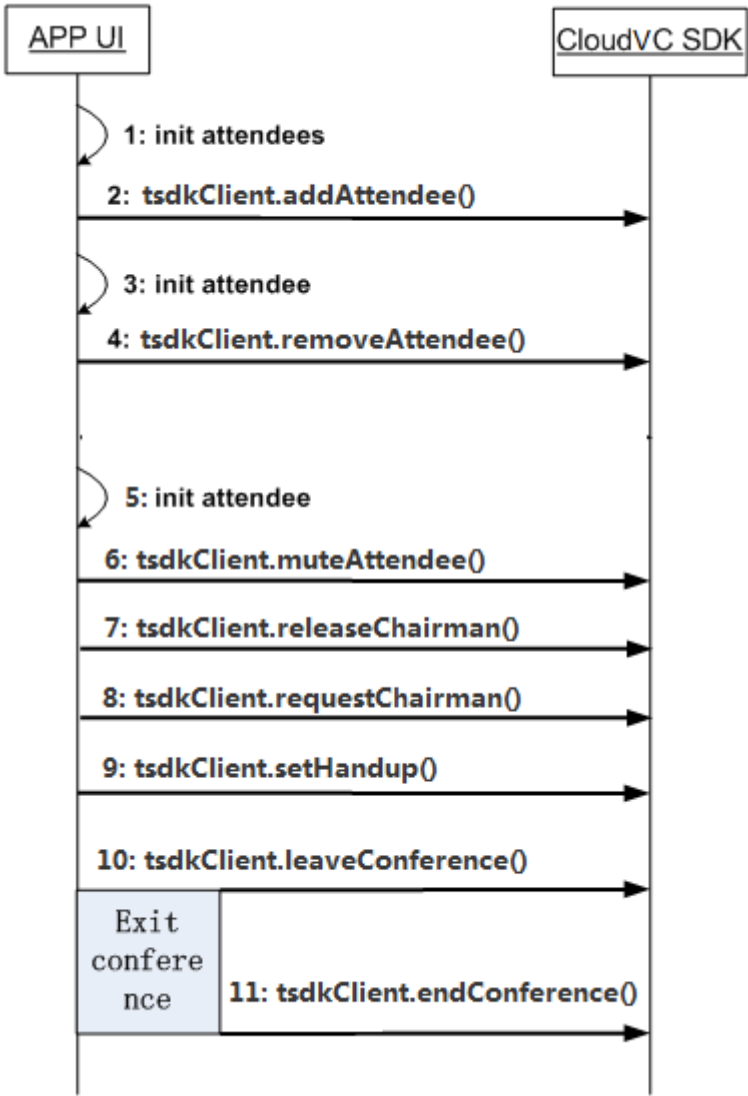 APP UI
CloudVC SDK
1: init attendees
2: tsdkClient.addAttendee()
3: init attendee
4: tsdkClient.removeAttendee()
5: init attendee
6: tsdkClient.muteAttendee()
7: tsdkClient.releaseChairman()
8: tsdkClient.requestChairman()
9: tsdkClient.setHandup()
10: tsdkClient.leaveConference()
Exit
confere
nce
11: tsdkClient.endConference()